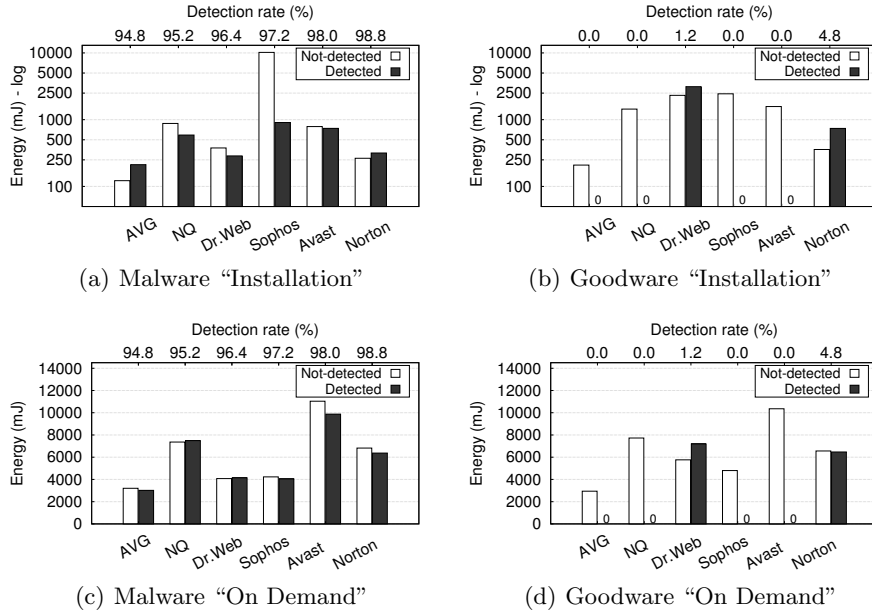 Detection rate (%)
94.8 95.2 96.4 97.2 98.0 98.8
10000
5000
2500
1000
500
250
100
Energy (mJ) - log
Not-detected
Detected
AVG NQ Dr.Web Sophos Avast Norton
(a) Malware “Installation”
Detection rate (%)
0.0 0.0 1.2 0.0 0.0 4.8
10000
5000
2500
1000
500
250
100
Energy (mJ) - log
Not-detected
Detected
0 0 0 0
AVG NQ Dr.Web Sophos Avast Norton
(b) Goodware “Installation”
Detection rate (%)
94.8 95.2 96.4 97.2 98.0 98.8
14000
12000
10000
8000
6000
4000
2000
0
Energy (mJ)
Not-detected
Detected
AVG NQ Dr.Web Sophos Avast Norton
(c) Malware “On Demand”
Detection rate (%)
0.0 0.0 1.2 0.0 0.0 4.8
14000
12000
10000
8000
6000
4000
2000
0
Energy (mJ)
Not-detected
Detected
0 0 0 0
AVG NQ Dr.Web Sophos Avast Norton
(d) Goodware “On Demand”